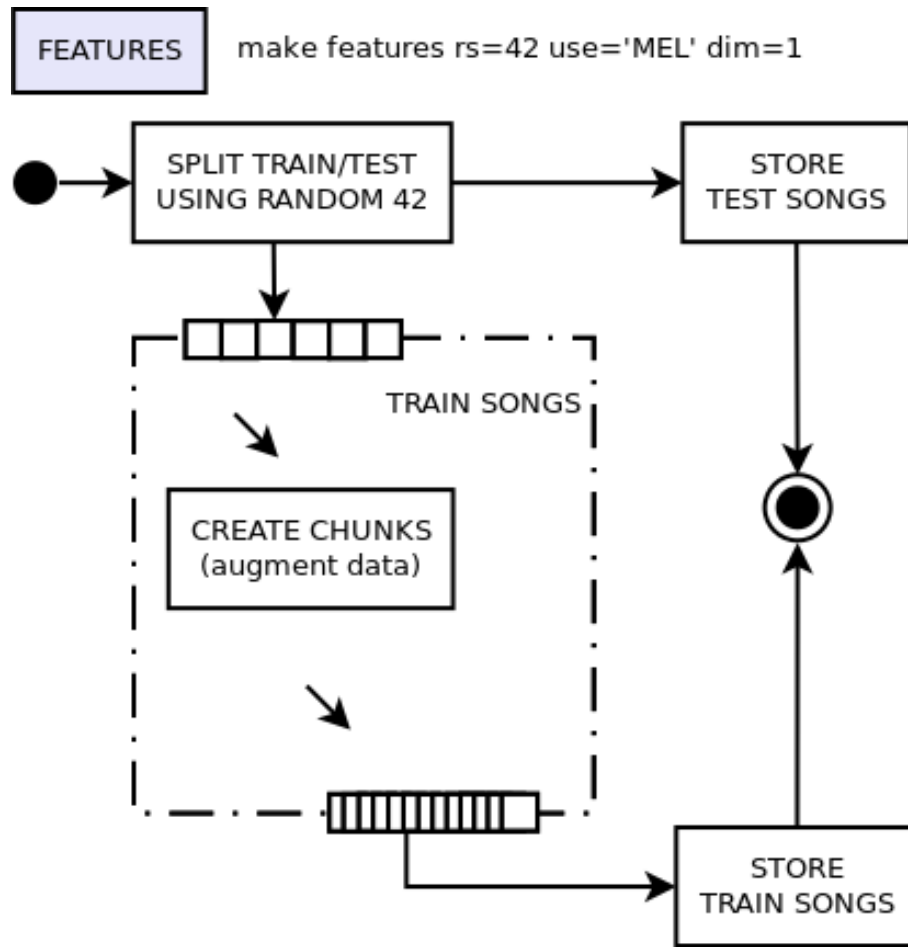 FEATURES
make features rs=42 use='MEL' dim=1
SPLIT TRAIN/TEST
USING RANDOM 42
STORE
TEST SONGS
TRAIN SONGS
CREATE CHUNKS
(augment data)
STORE
TRAIN SONGS